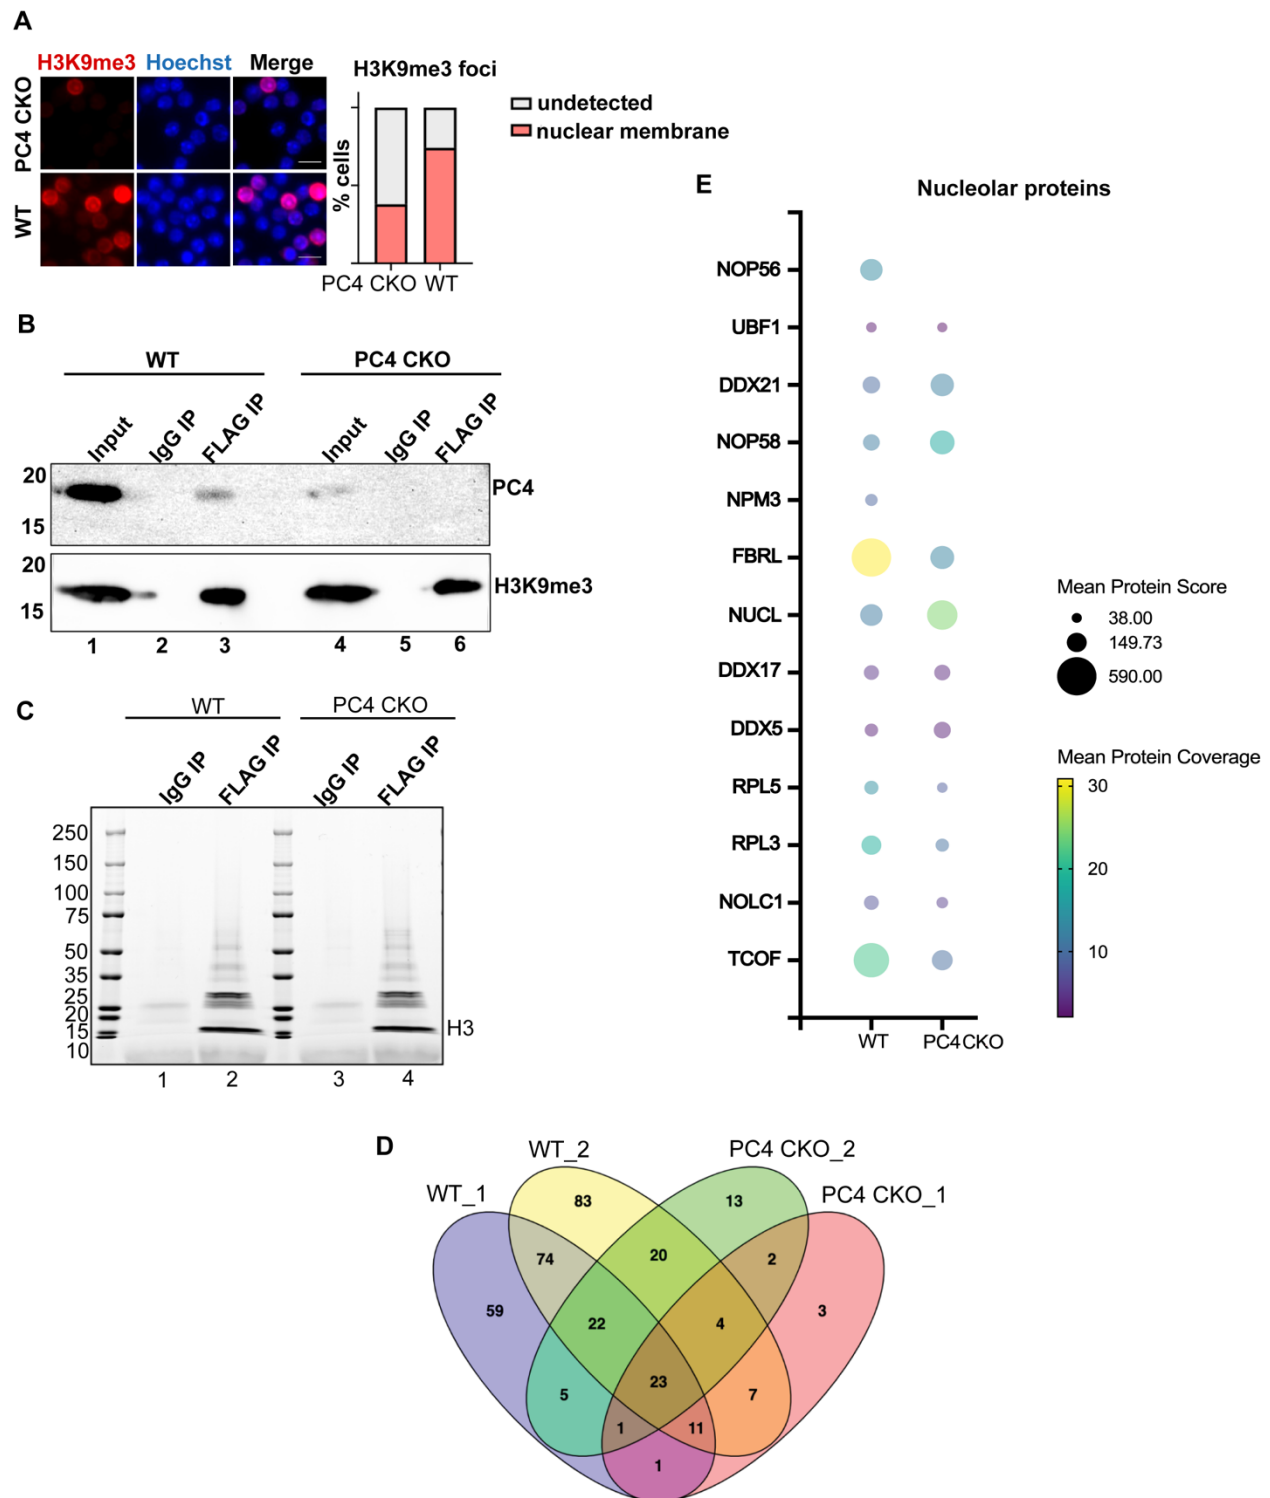 A
H3K9me3 Hoechst Merge
PC4 CKO
WT
H3K9me3 foci
% cells
PC4 CKO WT
undetected
nuclear membrane
B
WT PC4 CKO
Input IgG IP FLAG IP Input IgG IP FLAG IP
20
15
PC4
20
15
H3K9me3
1 2 3 4 5 6
C
WT PC4 CKO
IgG IP FLAG IP IgG IP FLAG IP
250
150
100
75
50
35
25
20
15
10
H3
1 2 3 4
E
Nucleolar proteins
NOP56
UBF1
DDX21
NOP58
NPM3
FBRL
NUCL
DDX17
DDX5
RPL5
RPL3
NOLC1
TCOF
WT PC4CKO
Mean Protein Score
38.00
149.73
590.00
Mean Protein Coverage
30
20
10
D
WT_1 WT_2 PC4 CKO_2 PC4 CKO_1
83 13
74 20 2
59 22 4 3
5 23 7
1 11
1